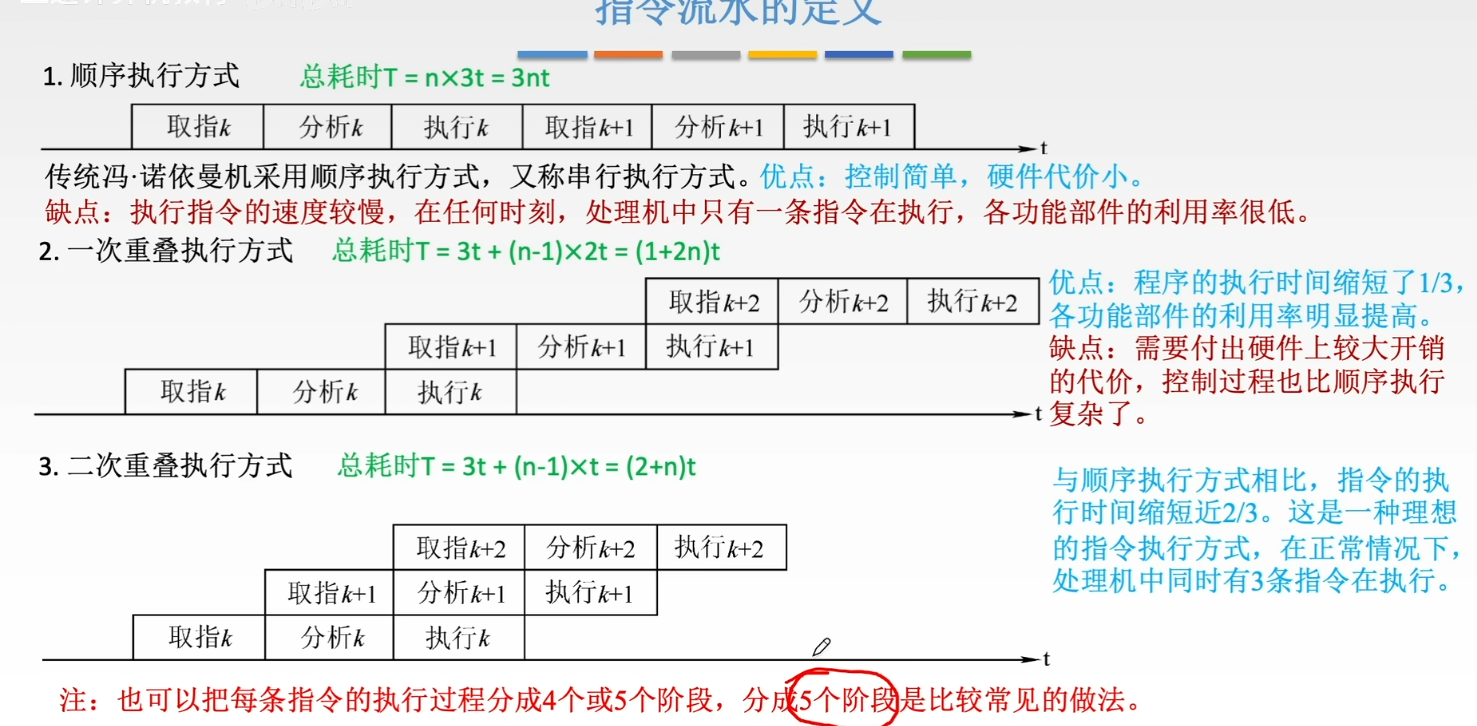 指令流水的定义
1. 顺序执行方式 总耗时T = n×3t = 3nt
取指k 分析k 执行k 取指k+1 分析k+1 执行k+1
t
传统冯·诺依曼机采用顺序执行方式，又称串行执行方式。优点：控制简单，硬件代价小。
缺点：执行指令的速度较慢，在任何时刻，处理机中只有一条指令在执行，各功能部件的利用率很低。
2. 一次重叠执行方式 总耗时T = 3t + (n-1)×2t = (1+2n)t
取指k+2 分析k+2 执行k+2
取指k+1 分析k+1 执行k+1
取指k 分析k 执行k
t
优点：程序的执行时间缩短了1/3，
各功能部件的利用率明显提高。
缺点：需要付出硬件上较大开销
的代价，控制过程也比顺序执行
复杂了。
3. 二次重叠执行方式 总耗时T = 3t + (n-1)×t = (2+n)t
取指k+2 分析k+2 执行k+2
取指k+1 分析k+1 执行k+1
取指k 分析k 执行k
t
与顺序执行方式相比，指令的执
行时间缩短近2/3。这是一种理想
的指令执行方式，在正常情况下，
处理机中同时有3条指令在执行。
注：也可以把每条指令的执行过程分成4个或5个阶段，分成5个阶段是比较常见的做法。